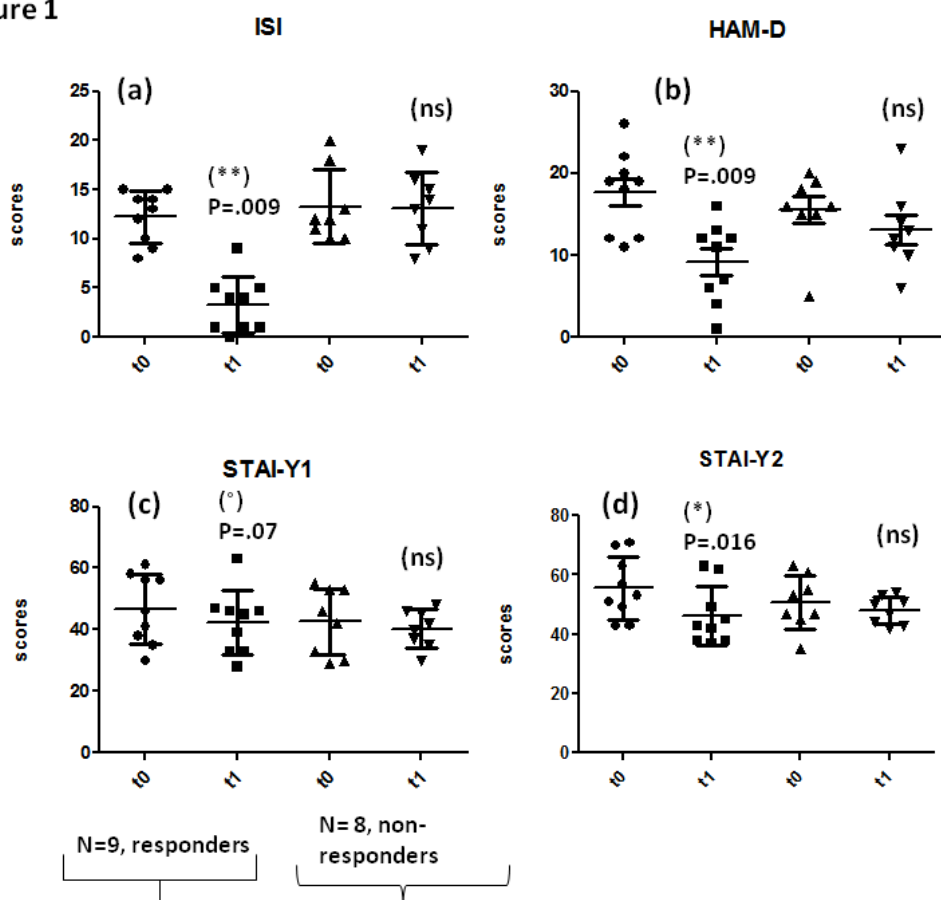 ure 1
ISI
(a)
(**)
P=.009
(ns)
scores
25
20
15
10
5
0
t0
t1
t0
t1
HAM-D
(b)
(**)
P=.009
(ns)
scores
30
20
10
0
t0
t1
t0
t1
STAI-Y1
(c)
(°)
P=.07
(ns)
scores
80
60
40
20
0
t0
t1
t0
t1
STAI-Y2
(d)
(*)
P=.016
(ns)
scores
80
60
40
20
0
t0
t1
t0
t1
N=9, responders
N= 8, non-
responders